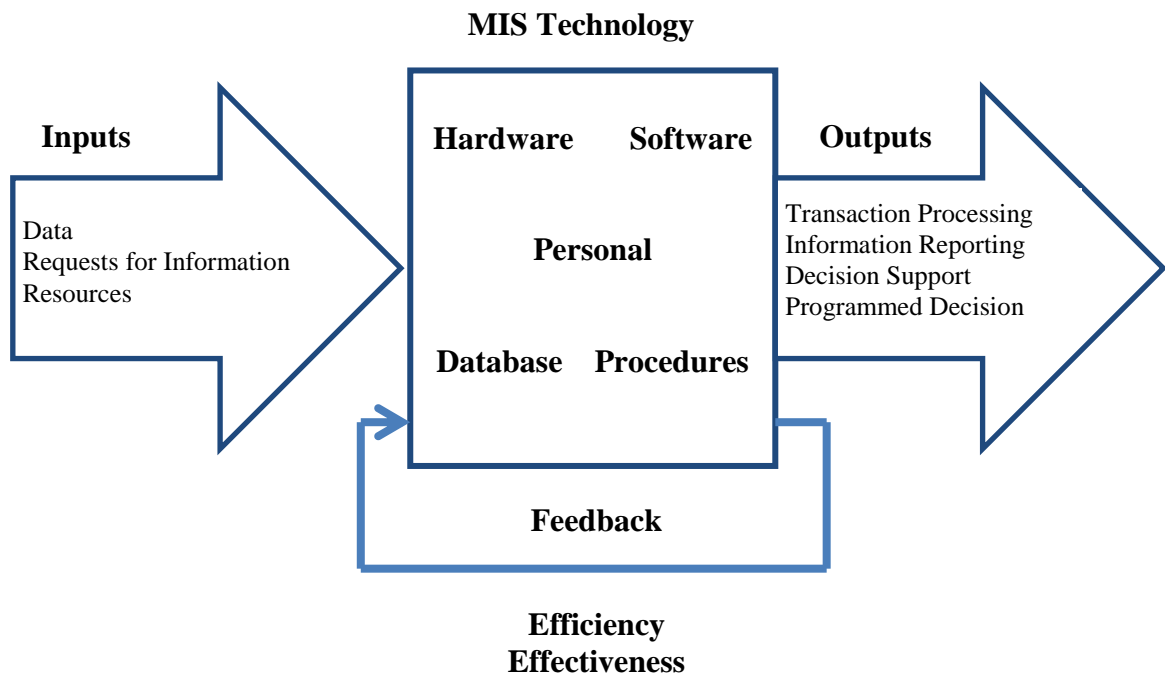 MIS Technology
Inputs
Data
Requests for Information
Resources
Hardware Software
Personal
Database Procedures
Outputs
Transaction Processing
Information Reporting
Decision Support
Programmed Decision
Feedback
Efficiency
Effectiveness